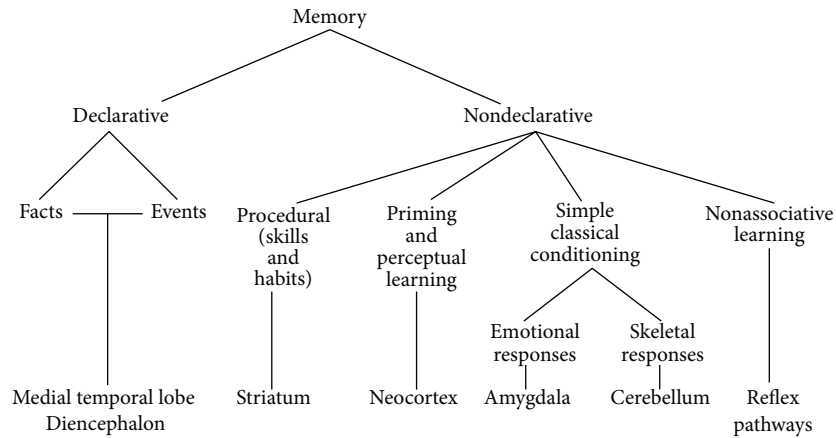 Memory
Declarative
Nondeclarative
Facts
Events
Procedural
(skills
and
habits)
Priming
and
perceptual
learning
Simple
classical
conditioning
Nonassociative
learning
Emotional
responses
Skeletal
responses
Medial temporal lobe
Diencephalon
Striatum
Neocortex
Amygdala
Cerebellum
Reflex
pathways